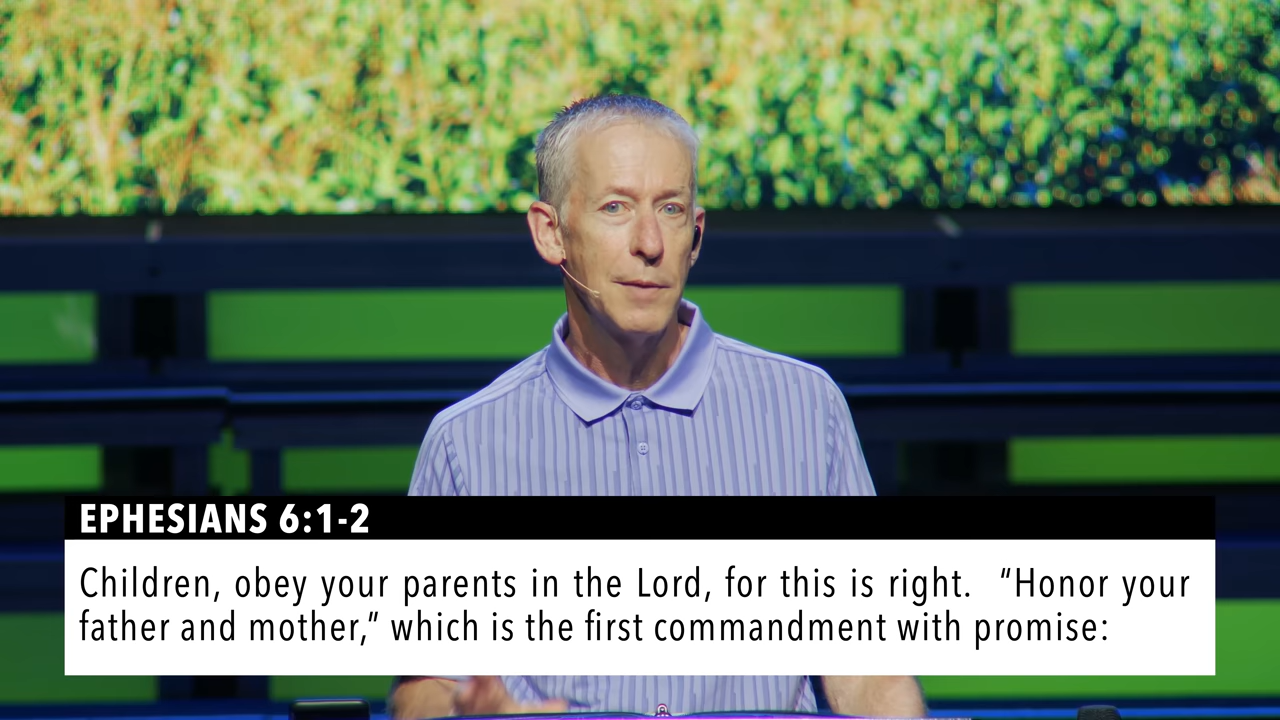 EPHESIANS 6:1-2
Children, obey your parents in the Lord, for this is right. “Honor your
father and mother,” which is the first commandment with promise: